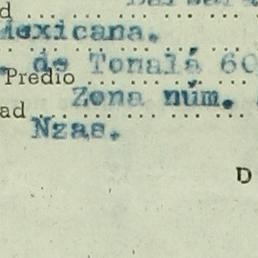 d
Mexicana.
de Tonalá 60
Predio
Zona núm.
ad
Nzas.
D